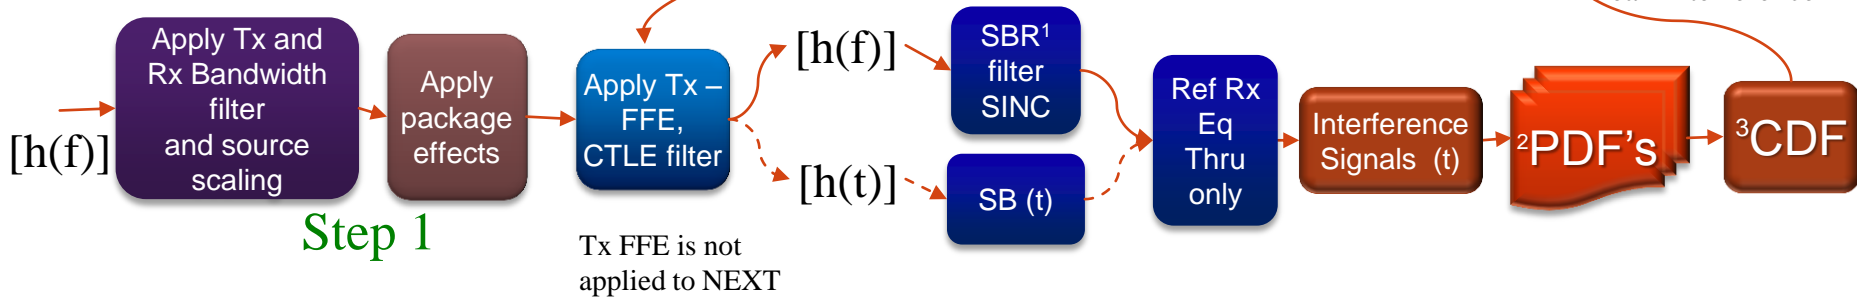 [h(f)]
Apply Tx and
Rx Bandwidth
filter
and source
scaling
Step 1
Apply
package
effects
Apply Tx –
FFE,
CTLE filter
Tx FFE is not
applied to NEXT
[h(f)]
[h(t)]
SBR¹
filter
SINC
SB (t)
Ref Rx
Eq
Thru
only
Interference
Signals (t)
²PDF's
³CDF